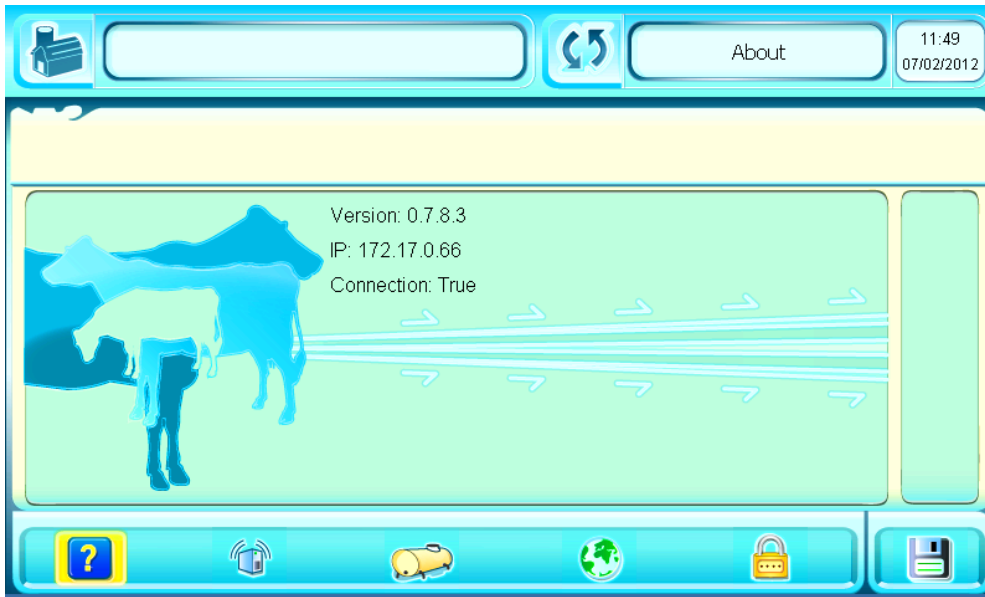 About
11:49
07/02/2012
Version: 0.7.8.3
IP: 172.17.0.66
Connection: True
?